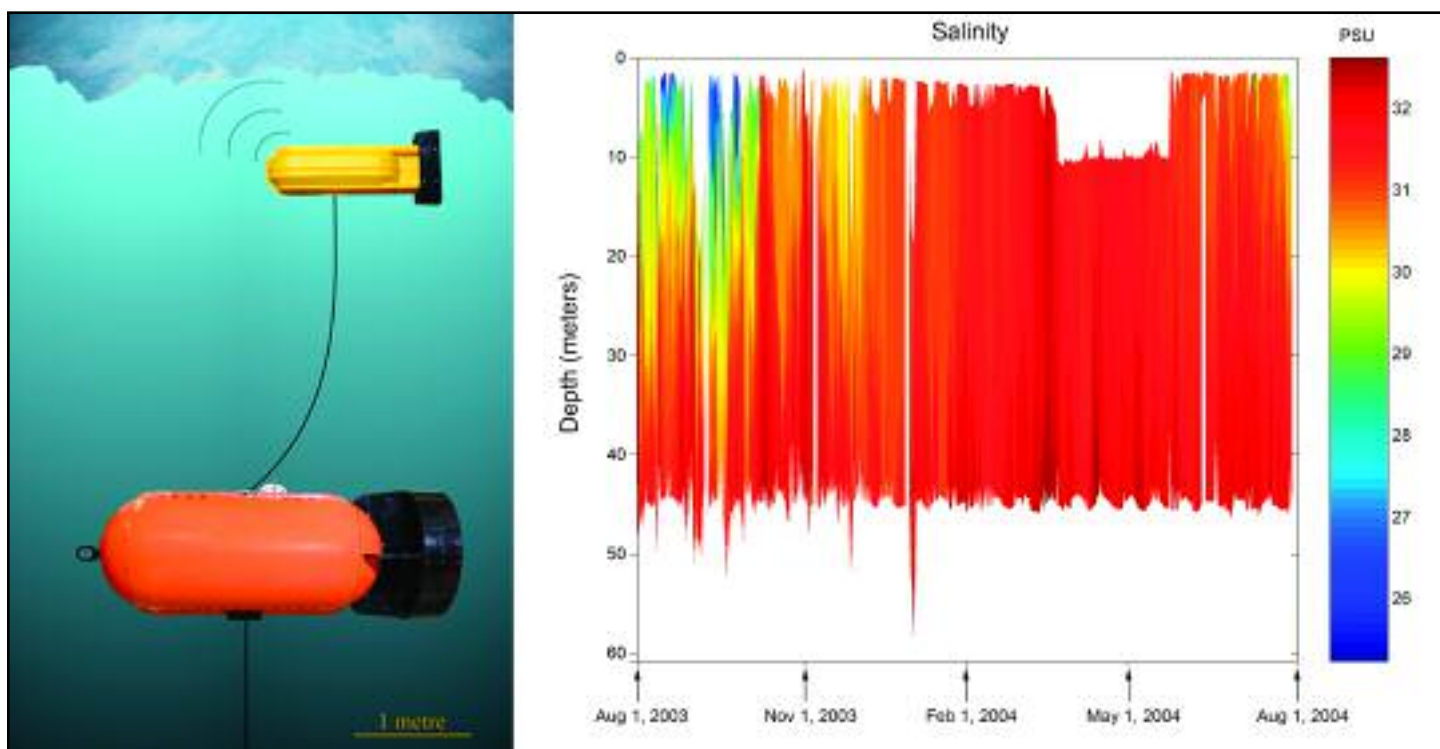 1 metre
Salinity
PSU
Depth (meters)
0
10
20
30
40
50
60
Aug 1, 2003
Nov 1, 2003
Feb 1, 2004
May 1, 2004
Aug 1, 2004
32
31
30
29
28
27
26